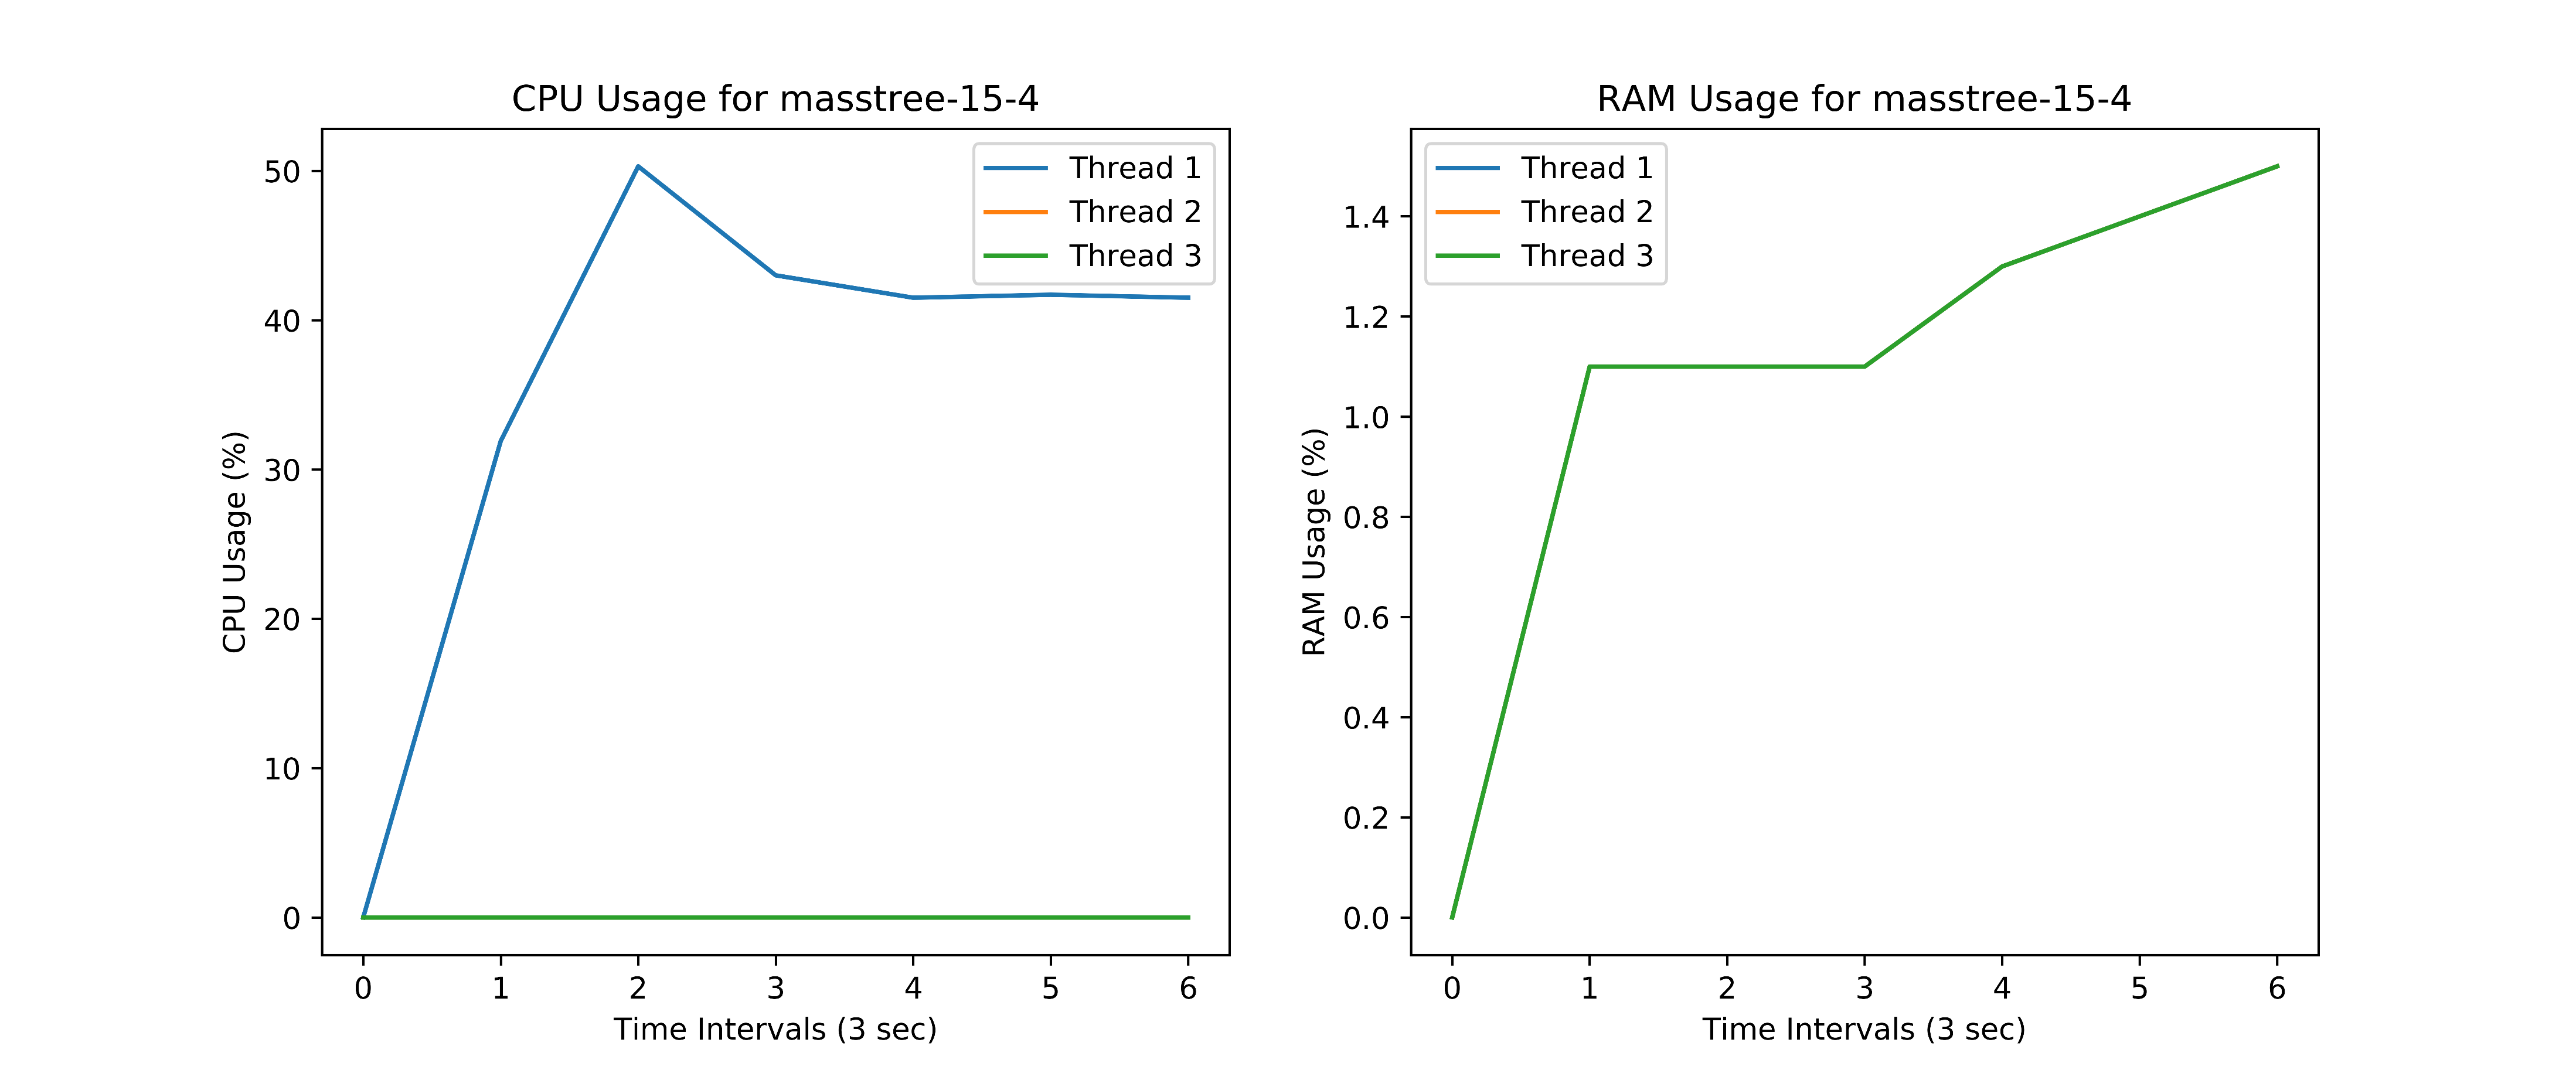 CPU Usage for masstree-15-4
CPU Usage (%)
50
40
30
20
10
0
Thread 1
Thread 2
Thread 3
0 1 2 3 4 5 6
Time Intervals (3 sec)
RAM Usage for masstree-15-4
RAM Usage (%)
1.4
1.2
1.0
0.8
0.6
0.4
0.2
0.0
Thread 1
Thread 2
Thread 3
0 1 2 3 4 5 6
Time Intervals (3 sec)